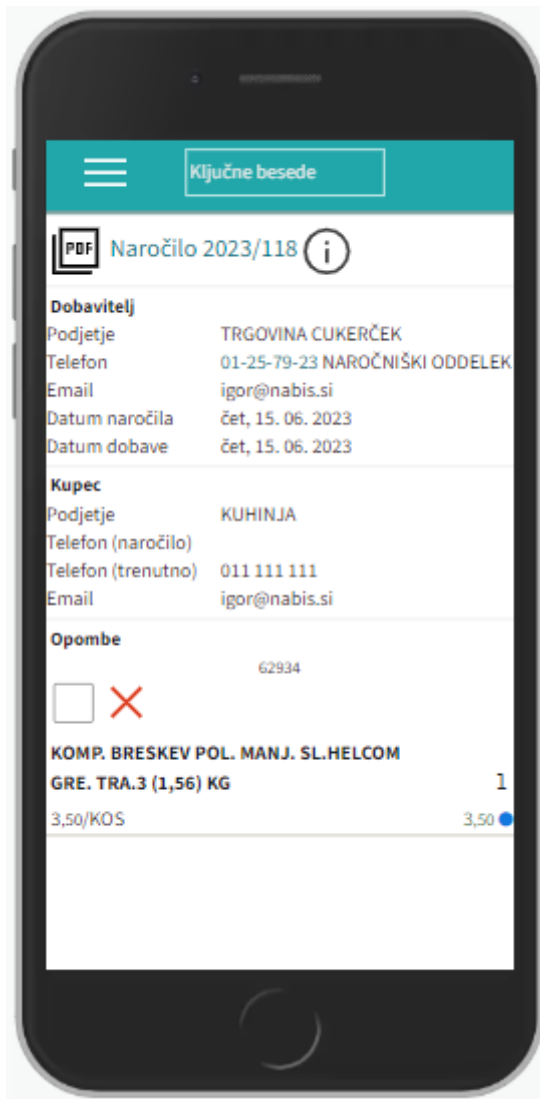 Ključne besede
PDF Naročilo 2023/118 i
Dobavitelj
Podjetje TRGOVINA CUKERČEK
Telefon 01-25-79-23 NAROČNIŠKI ODDELEK
Email igor@nabis.si
Datum naročila čet, 15. 06. 2023
Datum dobave čet, 15. 06. 2023
Kupec
Podjetje KUHINJA
Telefon (naročilo)
Telefon (trenutno) 011 111 111
Email igor@nabis.si
Opombe
62934
KOMP. BRESKEV POL. MANJ. SL.HELCOM
GRE. TRA.3 (1,56) KG 1
3,50/KOS 3,50